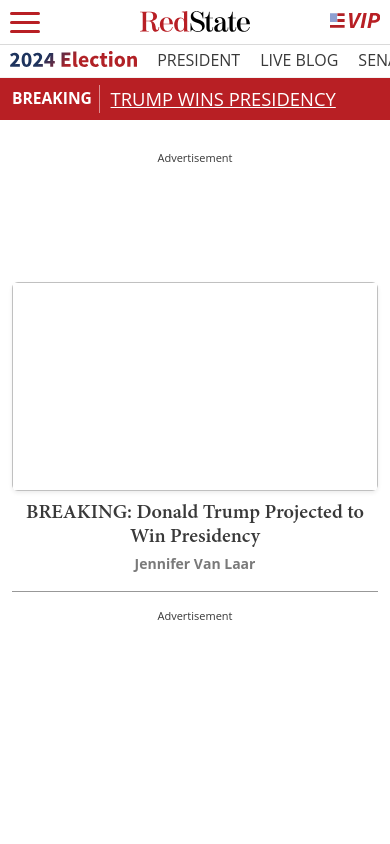 RedState
VIP
2024 Election PRESIDENT LIVE BLOG SENA
BREAKING TRUMP WINS PRESIDENCY
Advertisement
BREAKING: Donald Trump Projected to
Win Presidency
Jennifer Van Laar
Advertisement